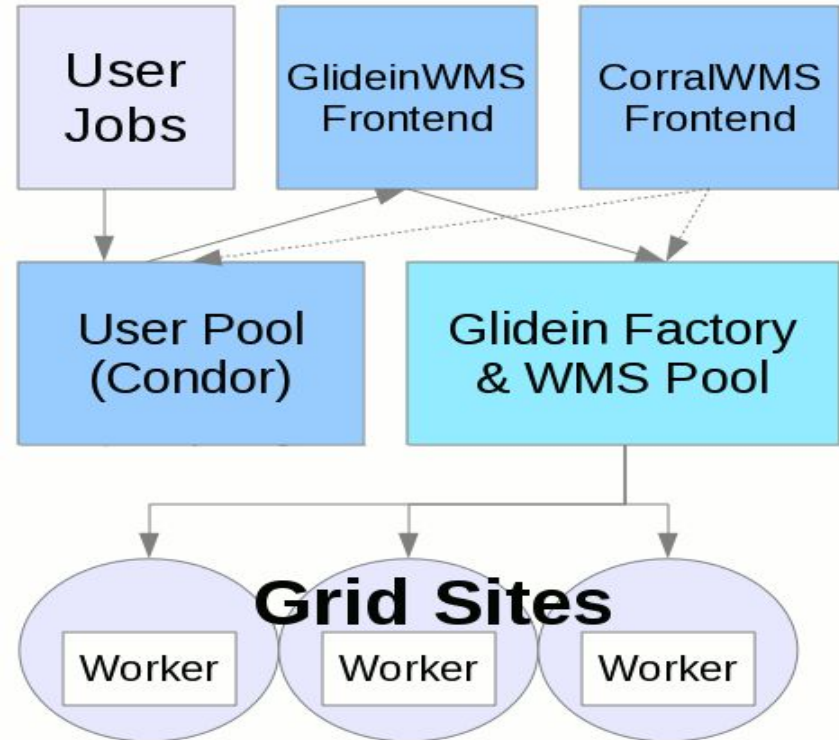 User
Jobs
GlideinWMS
Frontend
CorralWMS
Frontend
User Pool
(Condor)
Glidein Factory
& WMS Pool
Grid Sites
Worker
Worker
Worker